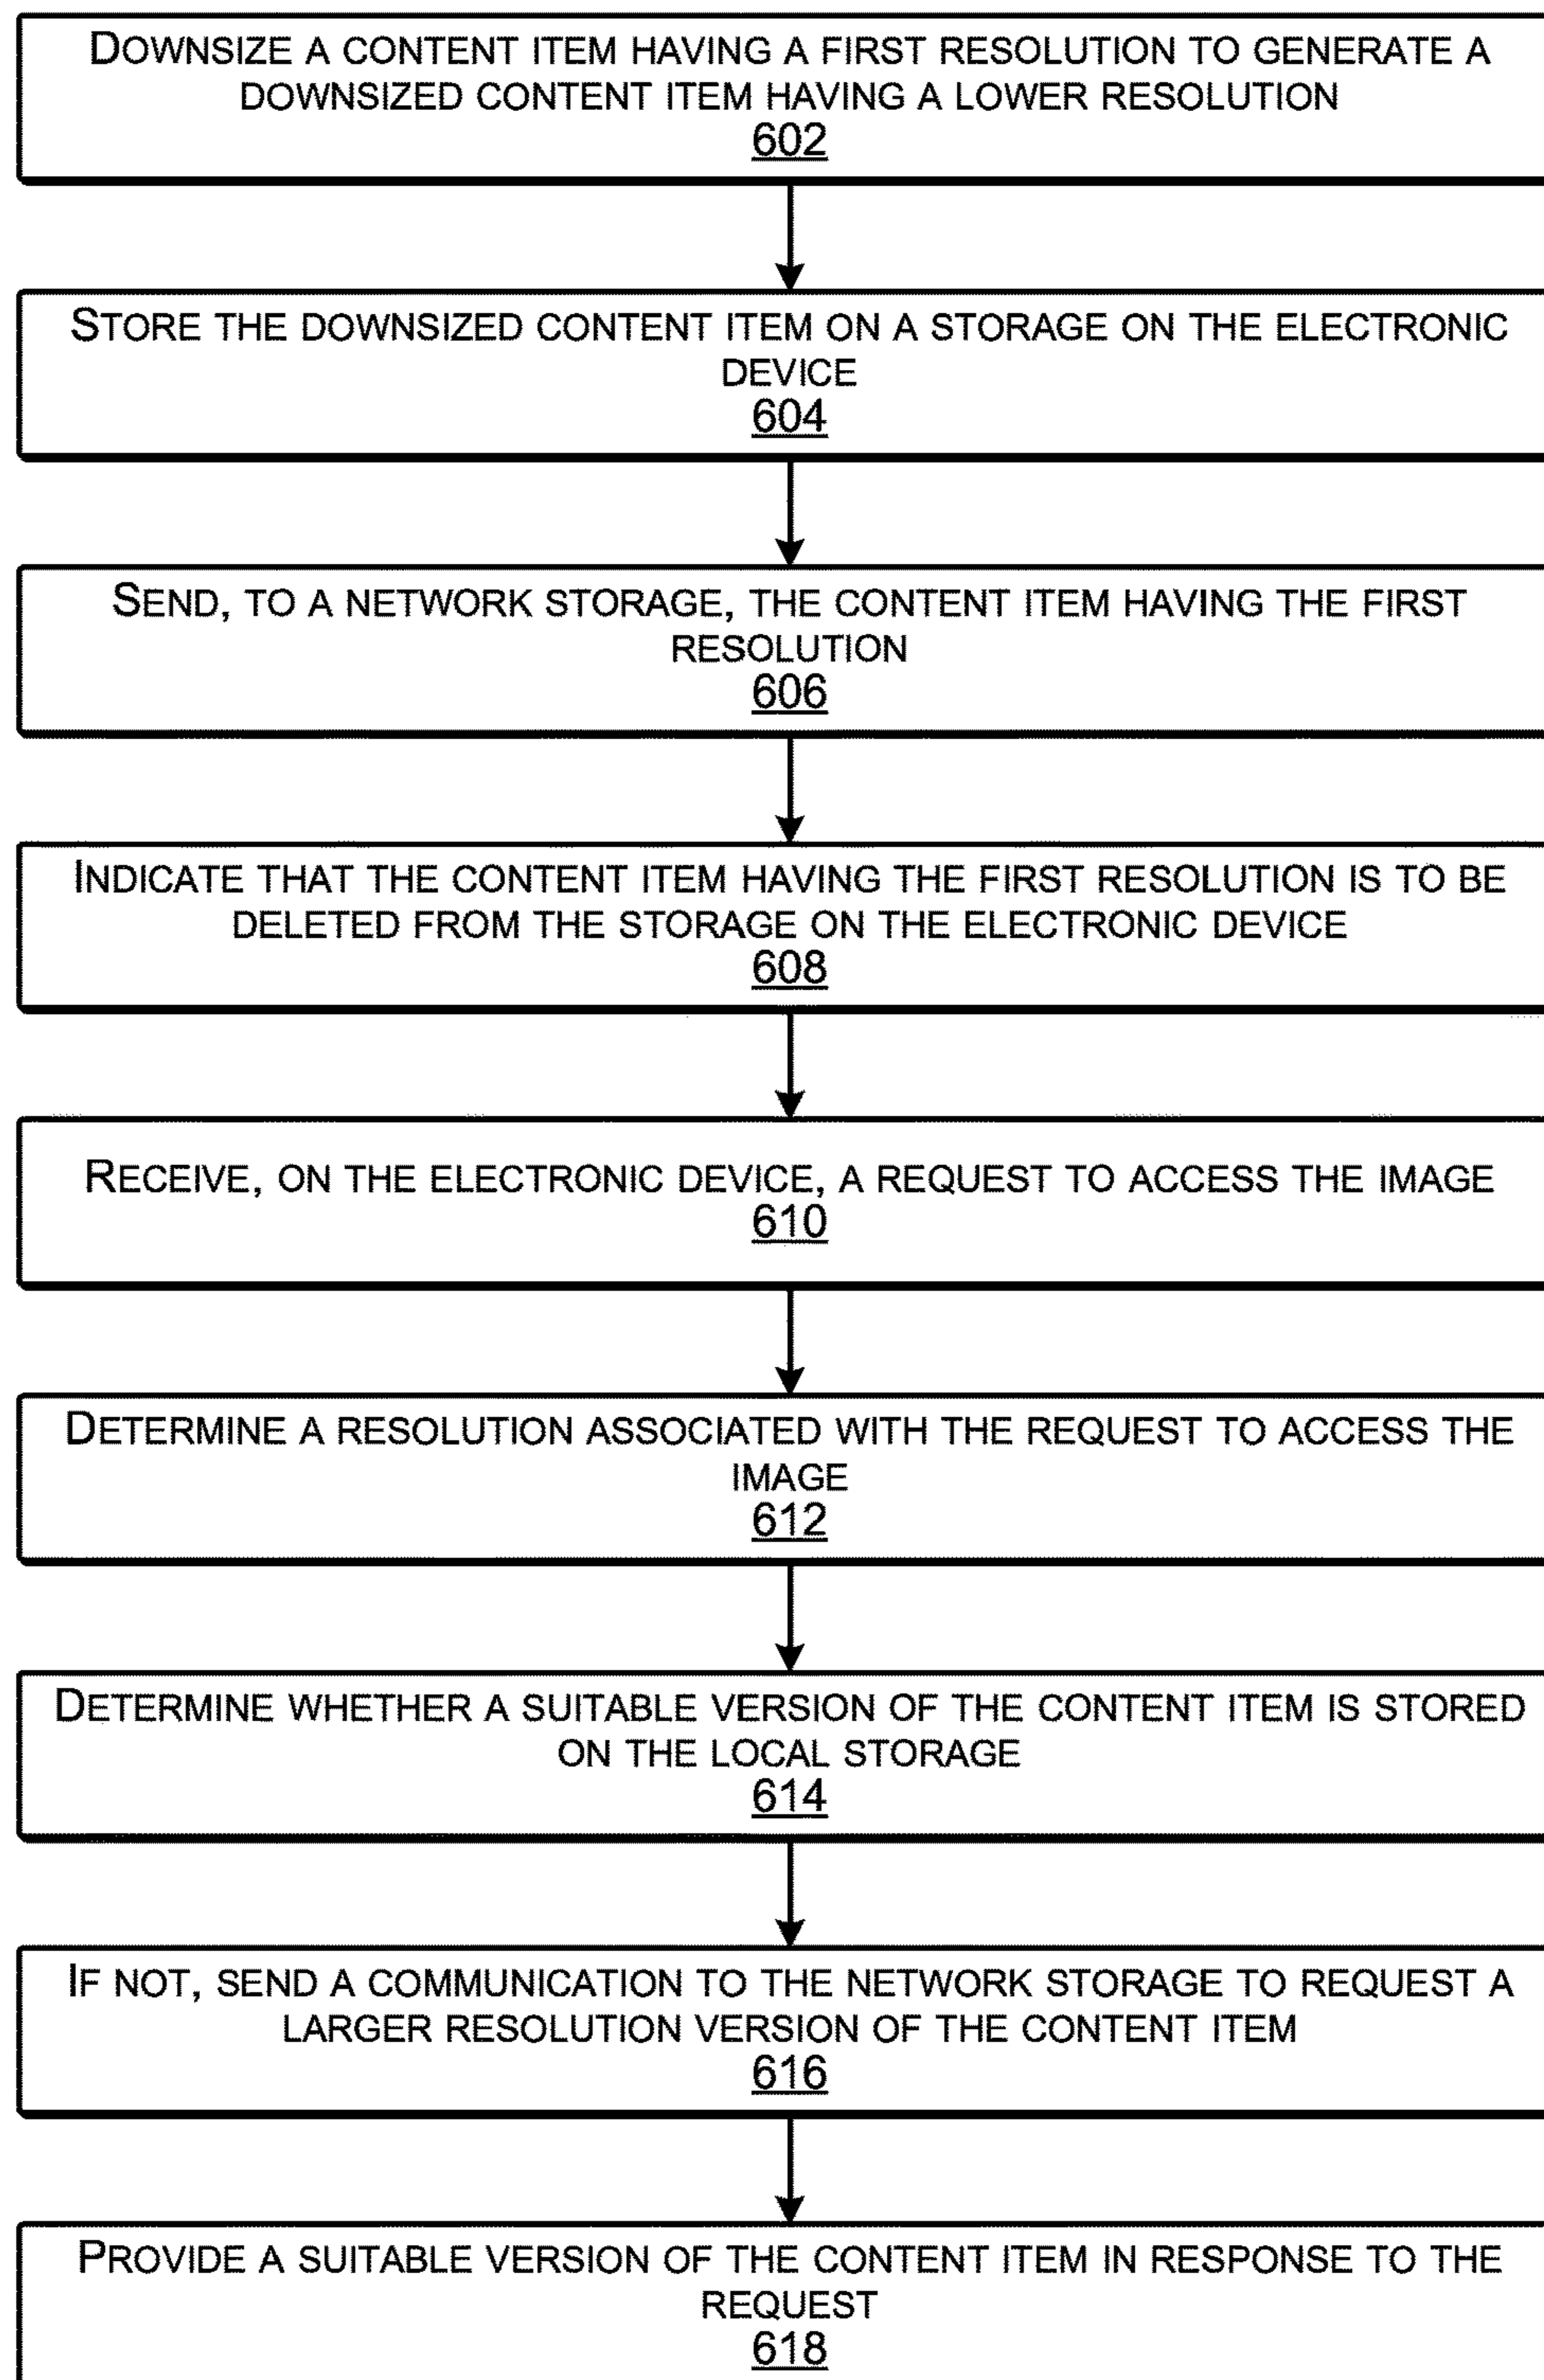 DOWNSIZE A CONTENT ITEM HAVING A FIRST RESOLUTION TO GENERATE A
DOWNSIZED CONTENT ITEM HAVING A LOWER RESOLUTION
602
STORE THE DOWNSIZED CONTENT ITEM ON A STORAGE ON THE ELECTRONIC
DEVICE
604
SEND, TO A NETWORK STORAGE, THE CONTENT ITEM HAVING THE FIRST
RESOLUTION
606
INDICATE THAT THE CONTENT ITEM HAVING THE FIRST RESOLUTION IS TO BE
DELETED FROM THE STORAGE ON THE ELECTRONIC DEVICE
608
RECEIVE, ON THE ELECTRONIC DEVICE, A REQUEST TO ACCESS THE IMAGE
610
DETERMINE A RESOLUTION ASSOCIATED WITH THE REQUEST TO ACCESS THE
IMAGE
612
DETERMINE WHETHER A SUITABLE VERSION OF THE CONTENT ITEM IS STORED
ON THE LOCAL STORAGE
614
IF NOT, SEND A COMMUNICATION TO THE NETWORK STORAGE TO REQUEST A
LARGER RESOLUTION VERSION OF THE CONTENT ITEM
616
PROVIDE A SUITABLE VERSION OF THE CONTENT ITEM IN RESPONSE TO THE
REQUEST
618